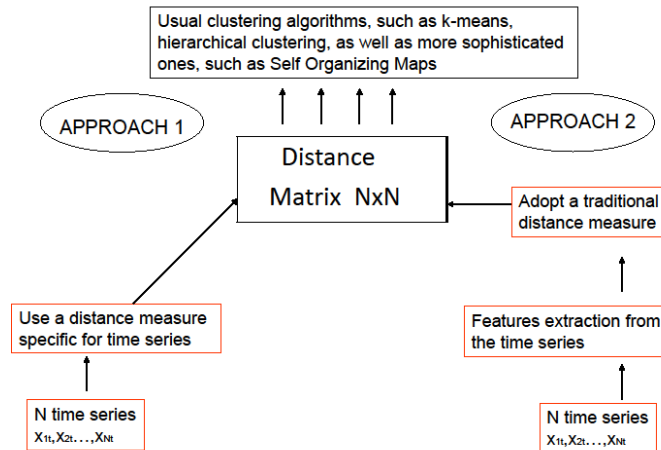 Usual clustering algorithms, such as k-means,
hierarchical clustering, as well as more sophisticated
ones, such as Self Organizing Maps
APPROACH 1
APPROACH 2
Distance
Matrix NxN
Adopt a traditional
distance measure
Use a distance measure
specific for time series
Features extraction from
the time series
N time series
X1t,X2t...,XNt
N time series
X1t,X2t...,XNt